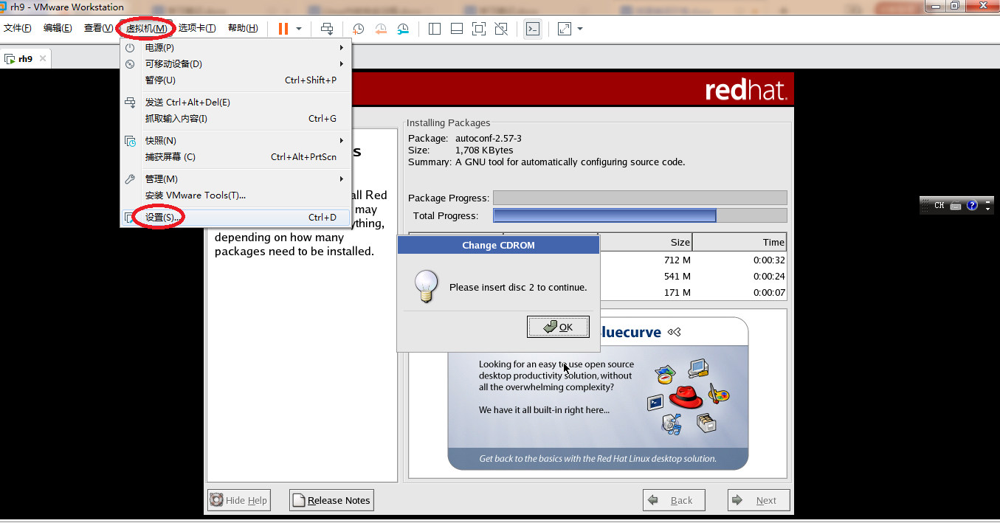 rh9 - VMware Workstation
文件(F) 编辑(E) 查看(V) 虚拟机(M) 选项卡(T) 帮助(H)
rh9
电源(P)
可移动设备(D)
暂停(U) Ctrl+Shift+P
发送 Ctrl+Alt+Del(E)
抓取输入内容(I) Ctrl+G
快照(N)
捕获屏幕 (C) Ctrl+Alt+PrtScn
管理(M)
安装 VMware Tools(T)...
设置(S)... Ctrl+D
redhat.
s
all Red
may
ything,
depending on how many
packages need to be installed.
Installing Packages
Package: autoconf-2.57-3
Size: 1,708 KBytes
Summary: A GNU tool for automatically configuring source code.
Package Progress:
Total Progress:
Size Time
712 M 0:00:32
541 M 0:00:24
171 M 0:00:07
Change CDROM
Please insert disc 2 to continue.
OK
luecurve
Looking for an easy to use open source
desktop productivity solution, without
all the overwhelming complexity?
We have it all built-in right here...
Get back to the basics with the Red Hat Linux desktop solution.
Hide Help
Release Notes
Back
Next
CH